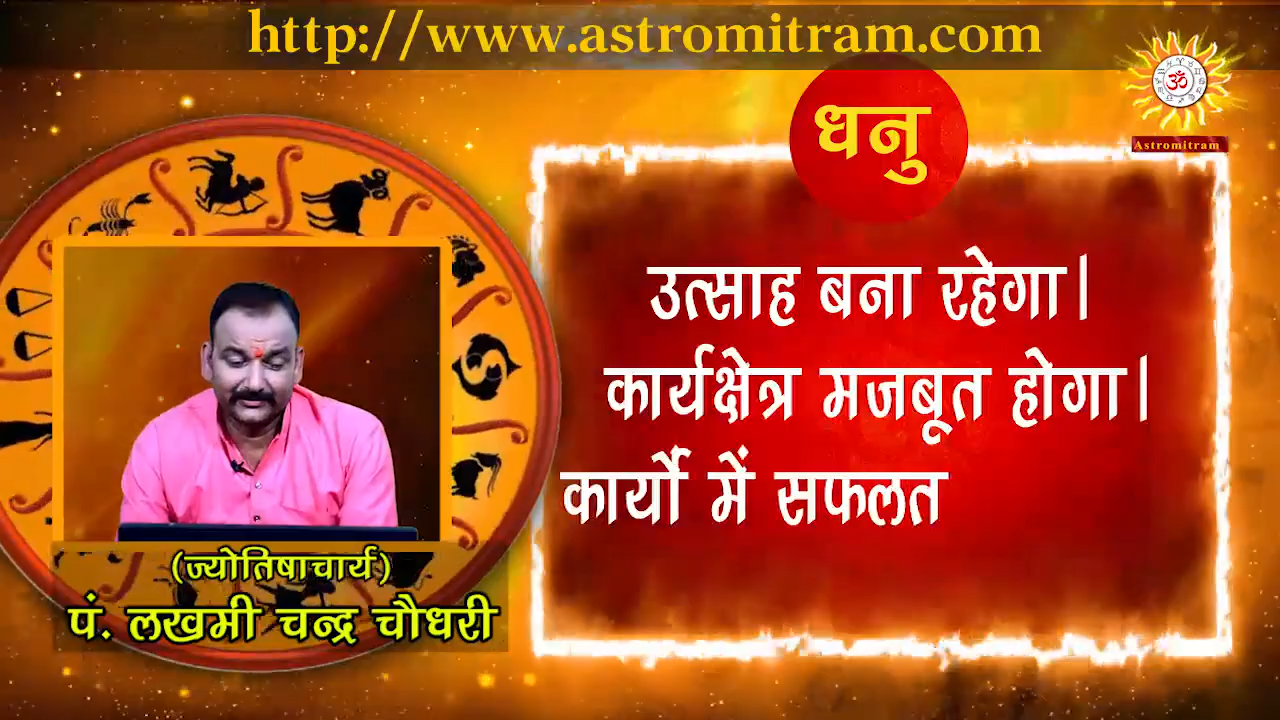 http://www.astromitram.com
Astromitram
धनु
उत्साह बना रहेगा।
कार्यक्षेत्र मजबूत होगा।
कार्यो में सफलत
(ज्योतिषाचार्य)
पं. लखमी चन्द्र चौधरी